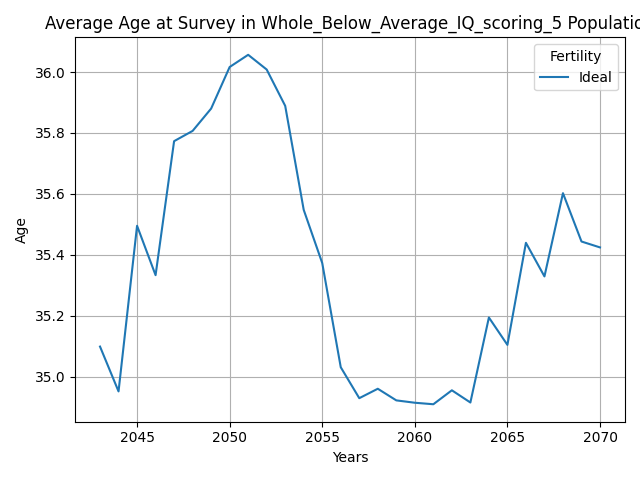 Average Age at Survey in Whole_Below_Average_IQ_scoring_5 Populatio
Fertility
Ideal
36.0
35.8
35.6
35.4
35.2
35.0
Age
2045 2050 2055 2060 2065 2070
Years